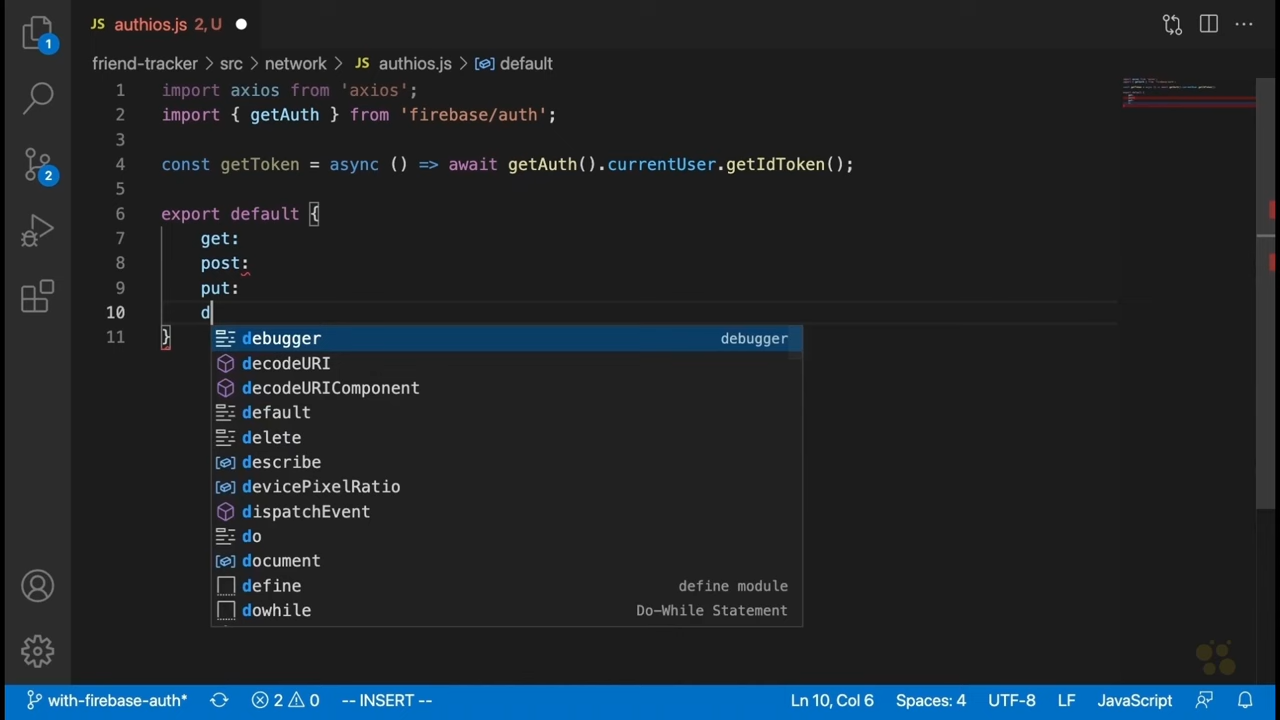 JS authios.js 2, U
friend-tracker > src > network > JS authios.js > default
1 import axios from 'axios';
2 import { getAuth } from 'firebase/auth';
3
4 const getToken = async () => await getAuth().currentUser.getIdToken();
5
6 export default {
7 get:
8 post:
9 put:
10 d
11 }
debugger debugger
decodeURI
decodeURIComponent
default
delete
describe
devicePixelRatio
dispatchEvent
do
document
define define module
dowhile Do-While Statement
1
2
with-firebase-auth* 2 0 -- INSERT -- Ln 10, Col 6 Spaces: 4 UTF-8 LF JavaScript